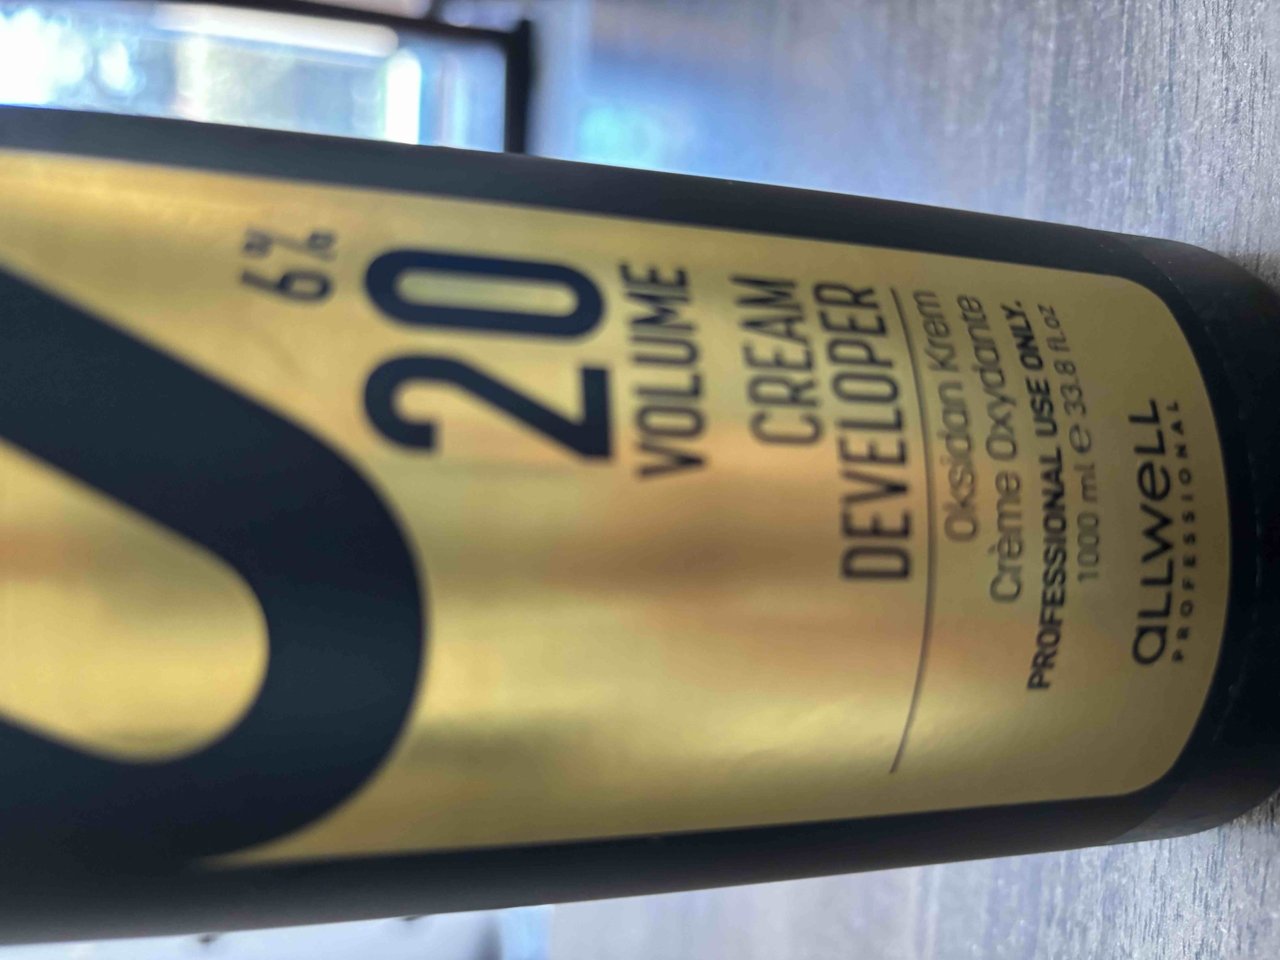 6%
20
VOLUME
CREAM
DEVELOPER
Oksidan Krem
Crème Oxydante
PROFESSIONAL USE ONLY.
1000 ml ℮ 33.8 fl.oz
aLLWeLL
PROFESSIONAL